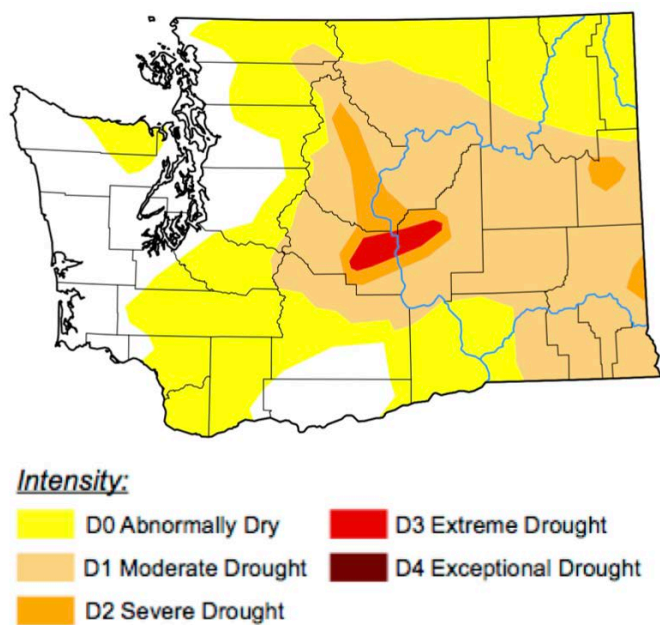 Intensity:
D0 Abnormally Dry
D1 Moderate Drought
D2 Severe Drought
D3 Extreme Drought
D4 Exceptional Drought